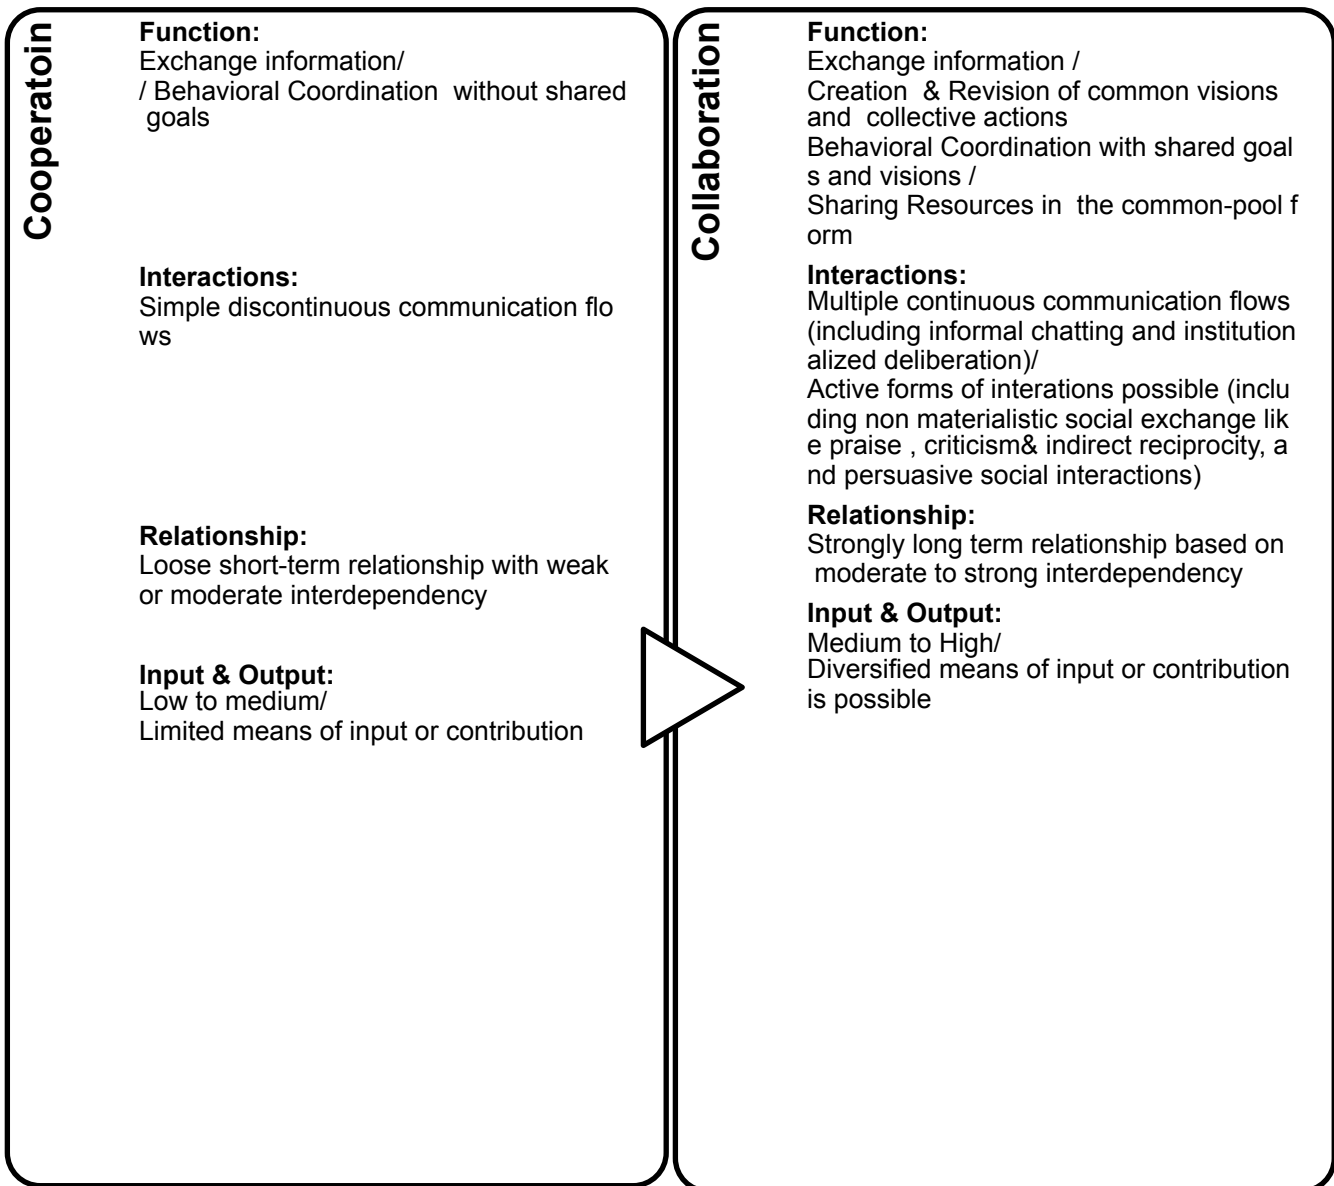 Cooperatoin
Function:
Exchange information/
/ Behavioral Coordination  without shared
 goals
Interactions:
Simple discontinuous communication flo
ws
Relationship:
Loose short-term relationship with weak
or moderate interdependency
Input & Output:
Low to medium/
Limited means of input or contribution
Collaboration
Function:
Exchange information /
Creation  & Revision of common visions
and  collective actions
Behavioral Coordination with shared goal
s and visions /
Sharing Resources in  the common-pool f
orm
Interactions:
Multiple continuous communication flows
(including informal chatting and institution
alized deliberation)/
Active forms of interations possible (inclu
ding non materialistic social exchange lik
e praise , criticism& indirect reciprocity, a
nd persuasive social interactions)
Relationship:
Strongly long term relationship based on
 moderate to strong interdependency
Input & Output:
Medium to High/
Diversified means of input or contribution
is possible